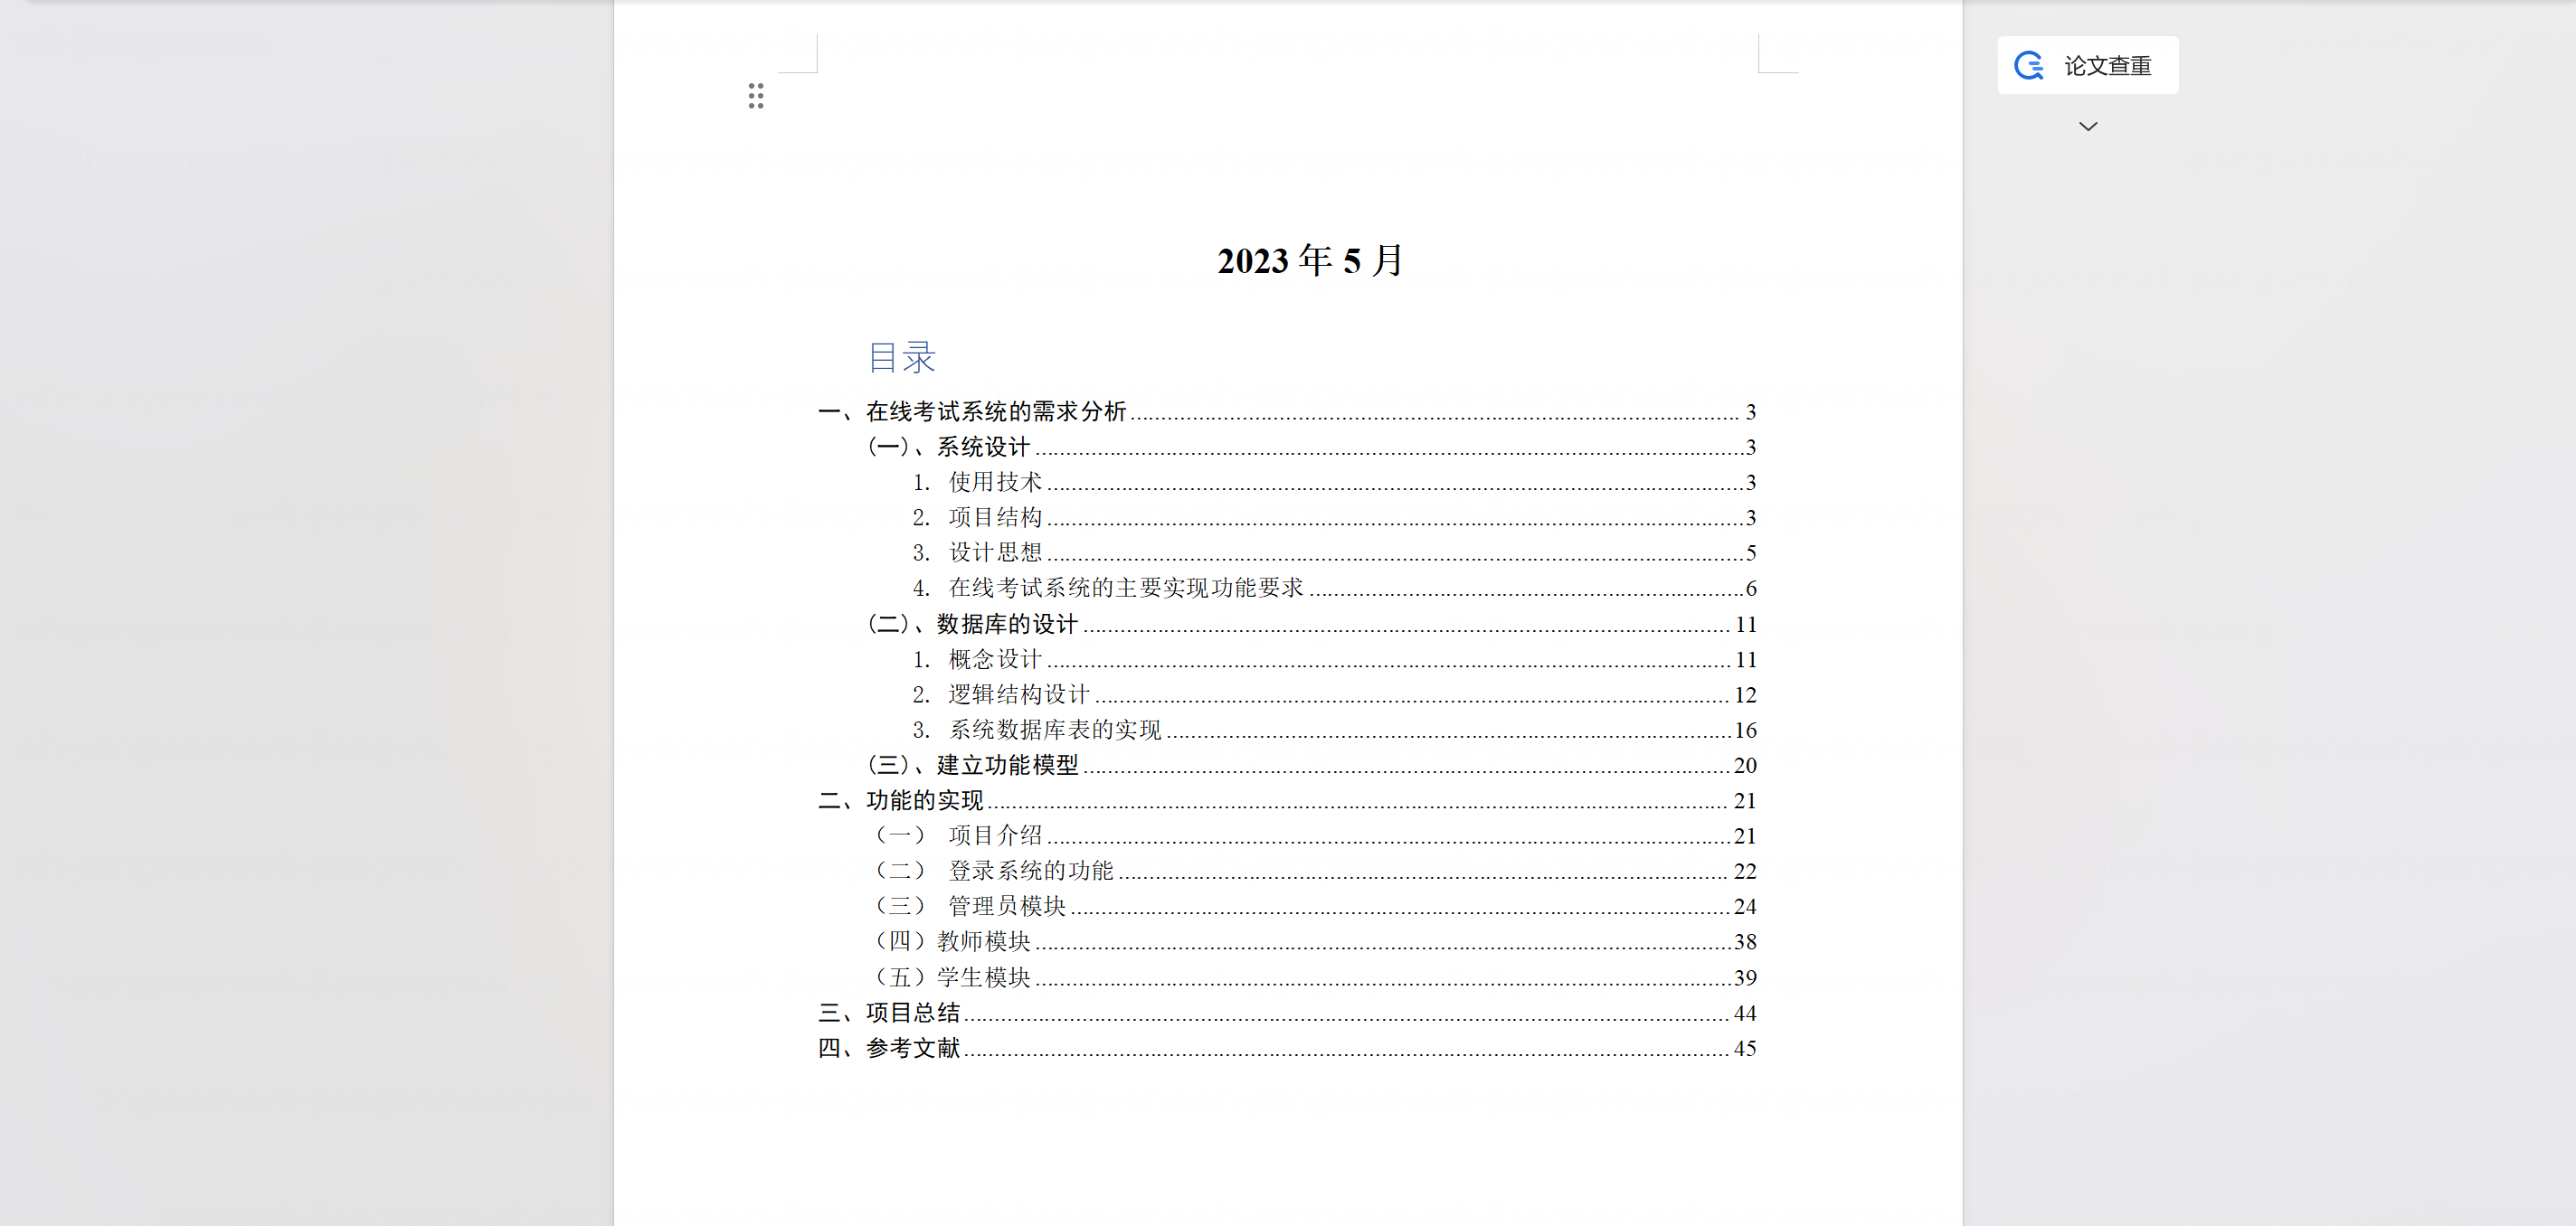 论文查重
2023 年 5 月
目录
一、在线考试系统的需求分析 3
(一)、系统设计 3
1. 使用技术 3
2. 项目结构 3
3. 设计思想 5
4. 在线考试系统的主要实现功能要求 6
(二)、数据库的设计 11
1. 概念设计 11
2. 逻辑结构设计 12
3. 系统数据库表的实现 16
(三)、建立功能模型 20
二、功能的实现 21
（一） 项目介绍 21
（二） 登录系统的功能 22
（三） 管理员模块 24
（四）教师模块 38
（五）学生模块 39
三、项目总结 44
四、参考文献 45